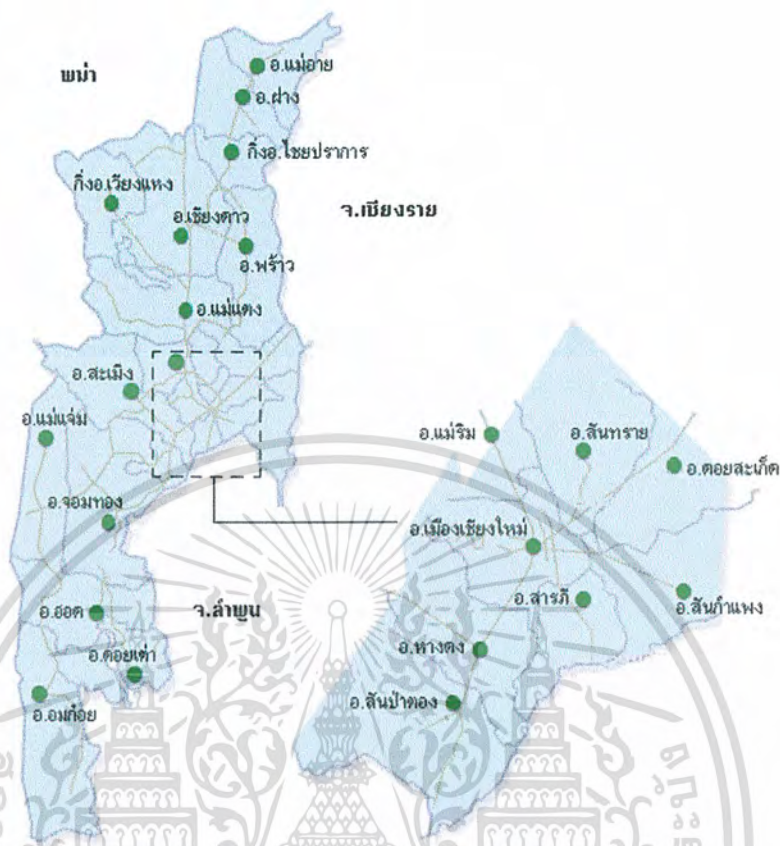 พม่า
อ.แม่อาย
อ.ฝาง
กิ่งอ.ไชยปราการ
กิ่งอ.เวียงแหง
จ.เชียงราย
อ.เชียงดาว
อ.พร้าว
อ.แม่แตง
อ.สะเมิง
อ.แม่แจ่ม
อ.แม่ริม
อ.สันทราย
อ.ดอยสะเก็ด
อ.จอมทอง
อ.เมืองเชียงใหม่
อ.ฮอด
จ.ลำพูน
อ.สารภี
อ.สันกำแพง
อ.ดอยเต่า
อ.หางดง
อ.อมก๋อย
อ.สันป่าตอง